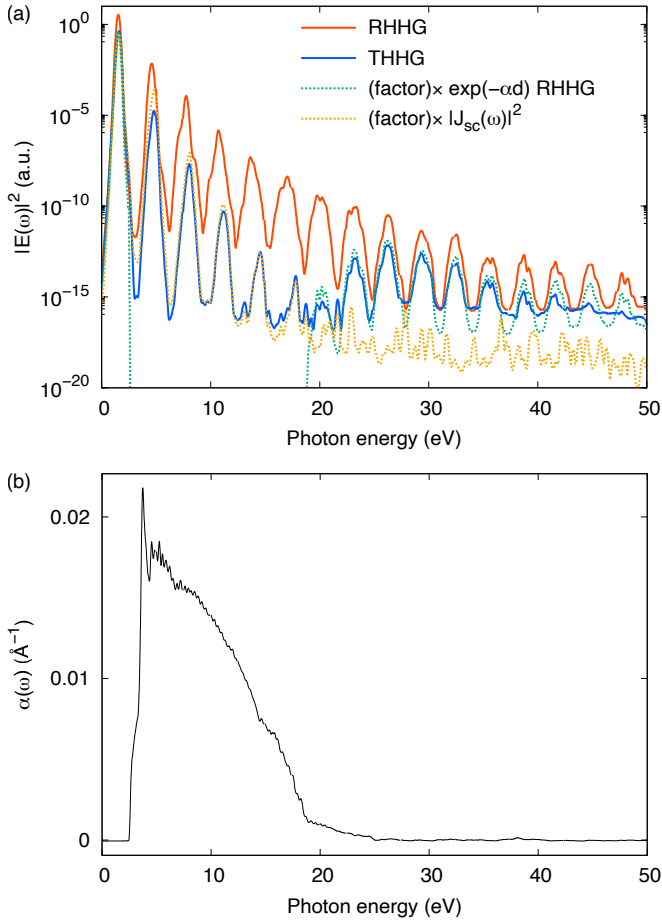 (a)
RHHG
THHG
(factor)× exp(−αd) RHHG
(factor)× |J_sc(ω)|^2
|E(ω)|^2 (a.u.)
10^0
10^−5
10^−10
10^−15
10^−20
0 10 20 30 40 50
Photon energy (eV)
(b)
α(ω) (Å^−1)
0.02
0.01
0
0 10 20 30 40 50
Photon energy (eV)